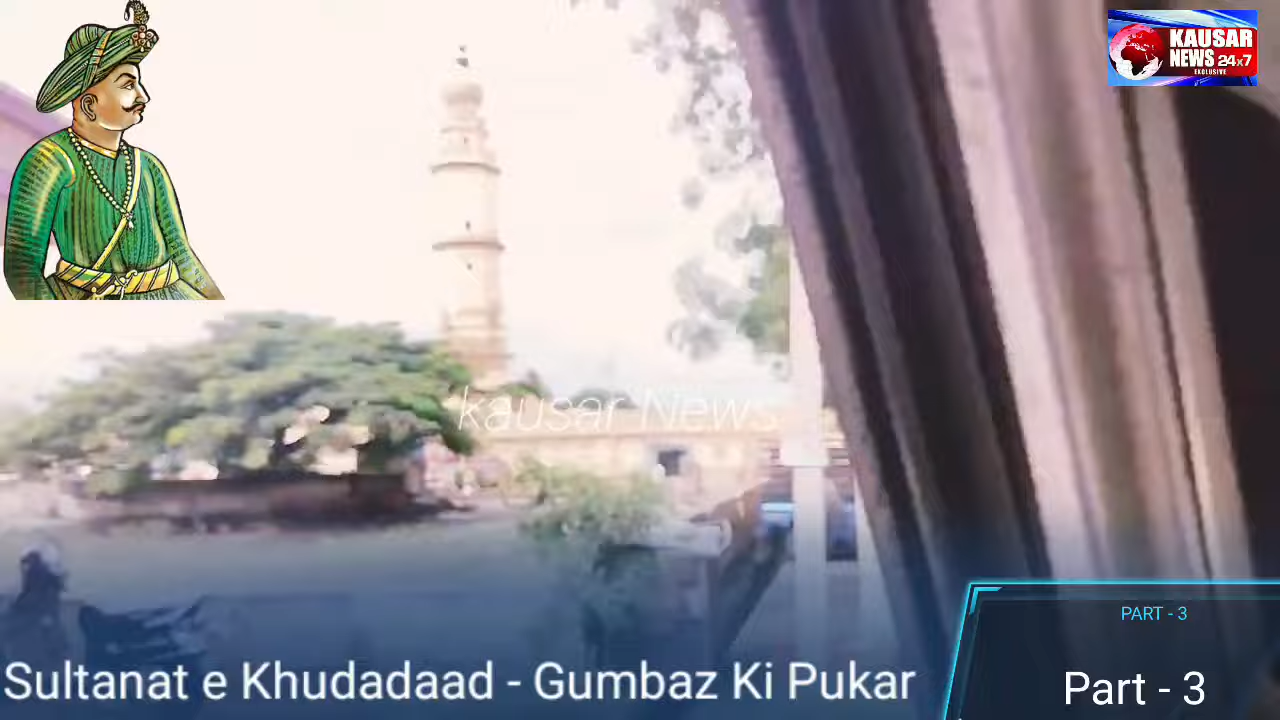 KAUSAR
NEWS 24x7
EXCLUSIVE
kausar News
PART - 3
Sultanat e Khudadaad - Gumbaz Ki Pukar
Part - 3